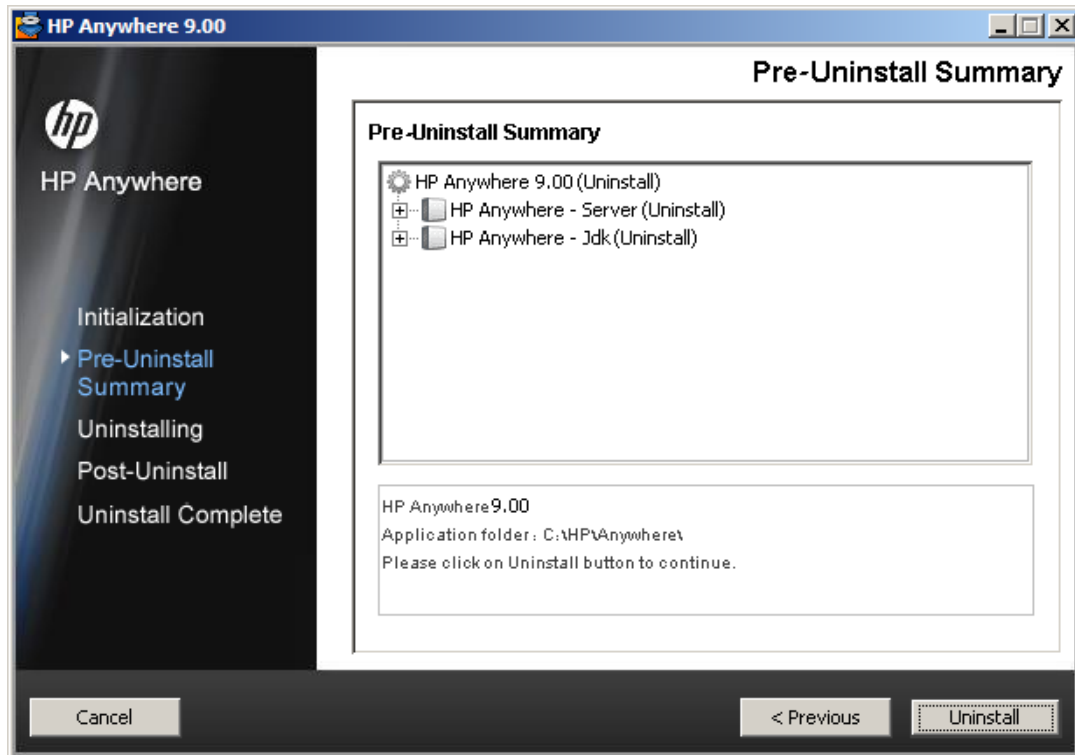 HP Anywhere 9.00
Pre-Uninstall Summary
hp
HP Anywhere
Initialization
Pre-Uninstall
Summary
Uninstalling
Post-Uninstall
Uninstall Complete
Pre-Uninstall Summary
HP Anywhere 9.00 (Uninstall)
HP Anywhere - Server (Uninstall)
HP Anywhere - Jdk (Uninstall)
HP Anywhere9.00
Application folder: C:\HP\Anywhere\
Please click on Uninstall button to continue.
Cancel
< Previous
Uninstall